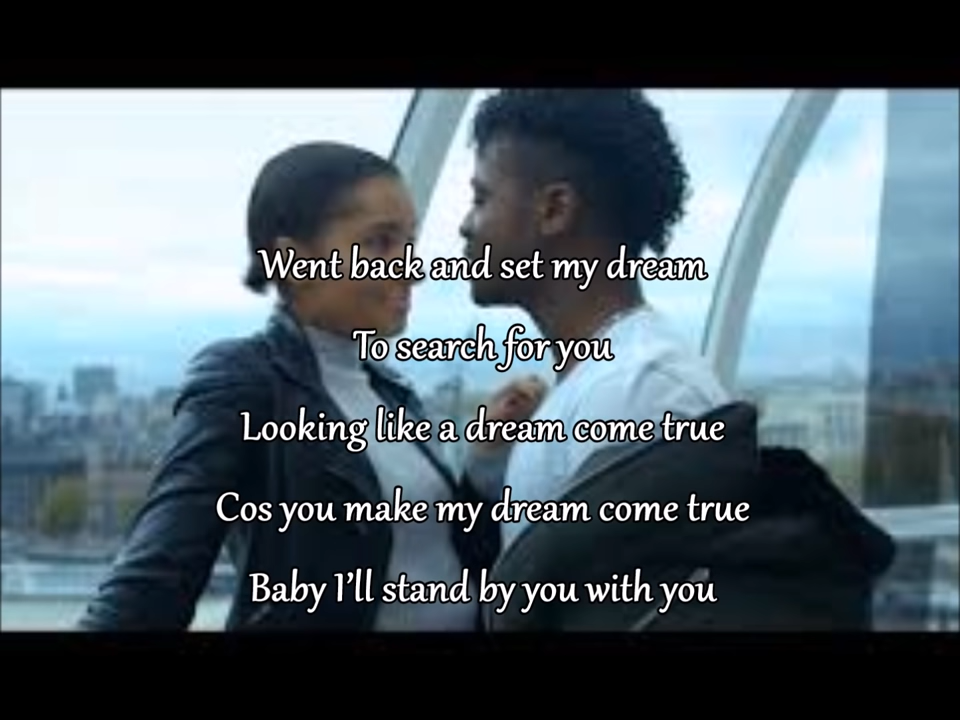 Went back and set my dream
To search for you
Looking like a dream come true
Cos you make my dream come true
Baby I'll stand by you with you